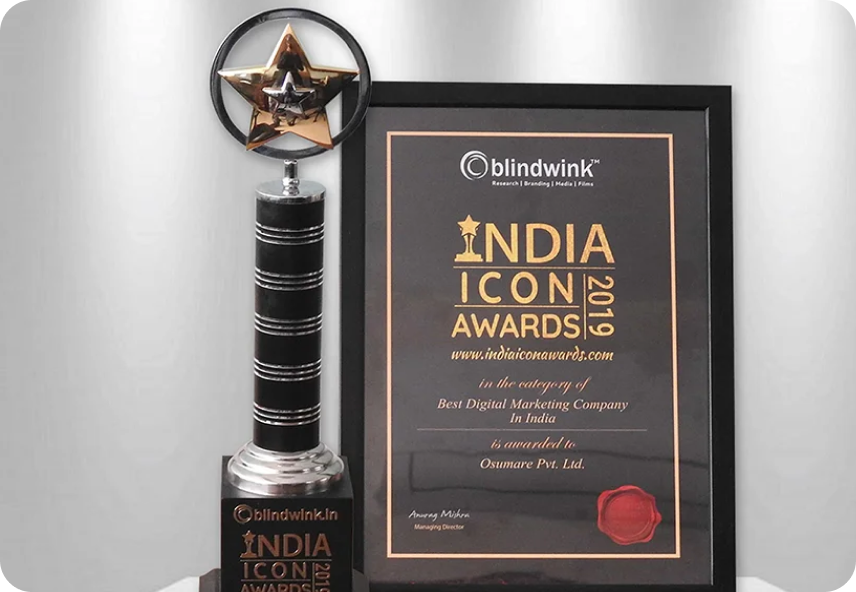 blindwink™
Research | Branding | Media | Films
INDIA
ICON
AWARDS
2019
www.indiaiconawards.com
in the category of
Best Digital Marketing Company
In India
is awarded to
Osumare Pvt. Ltd.
Anurag Mishra
Managing Director
blindwink.in
INDIA
ICON
AWARDS
2019